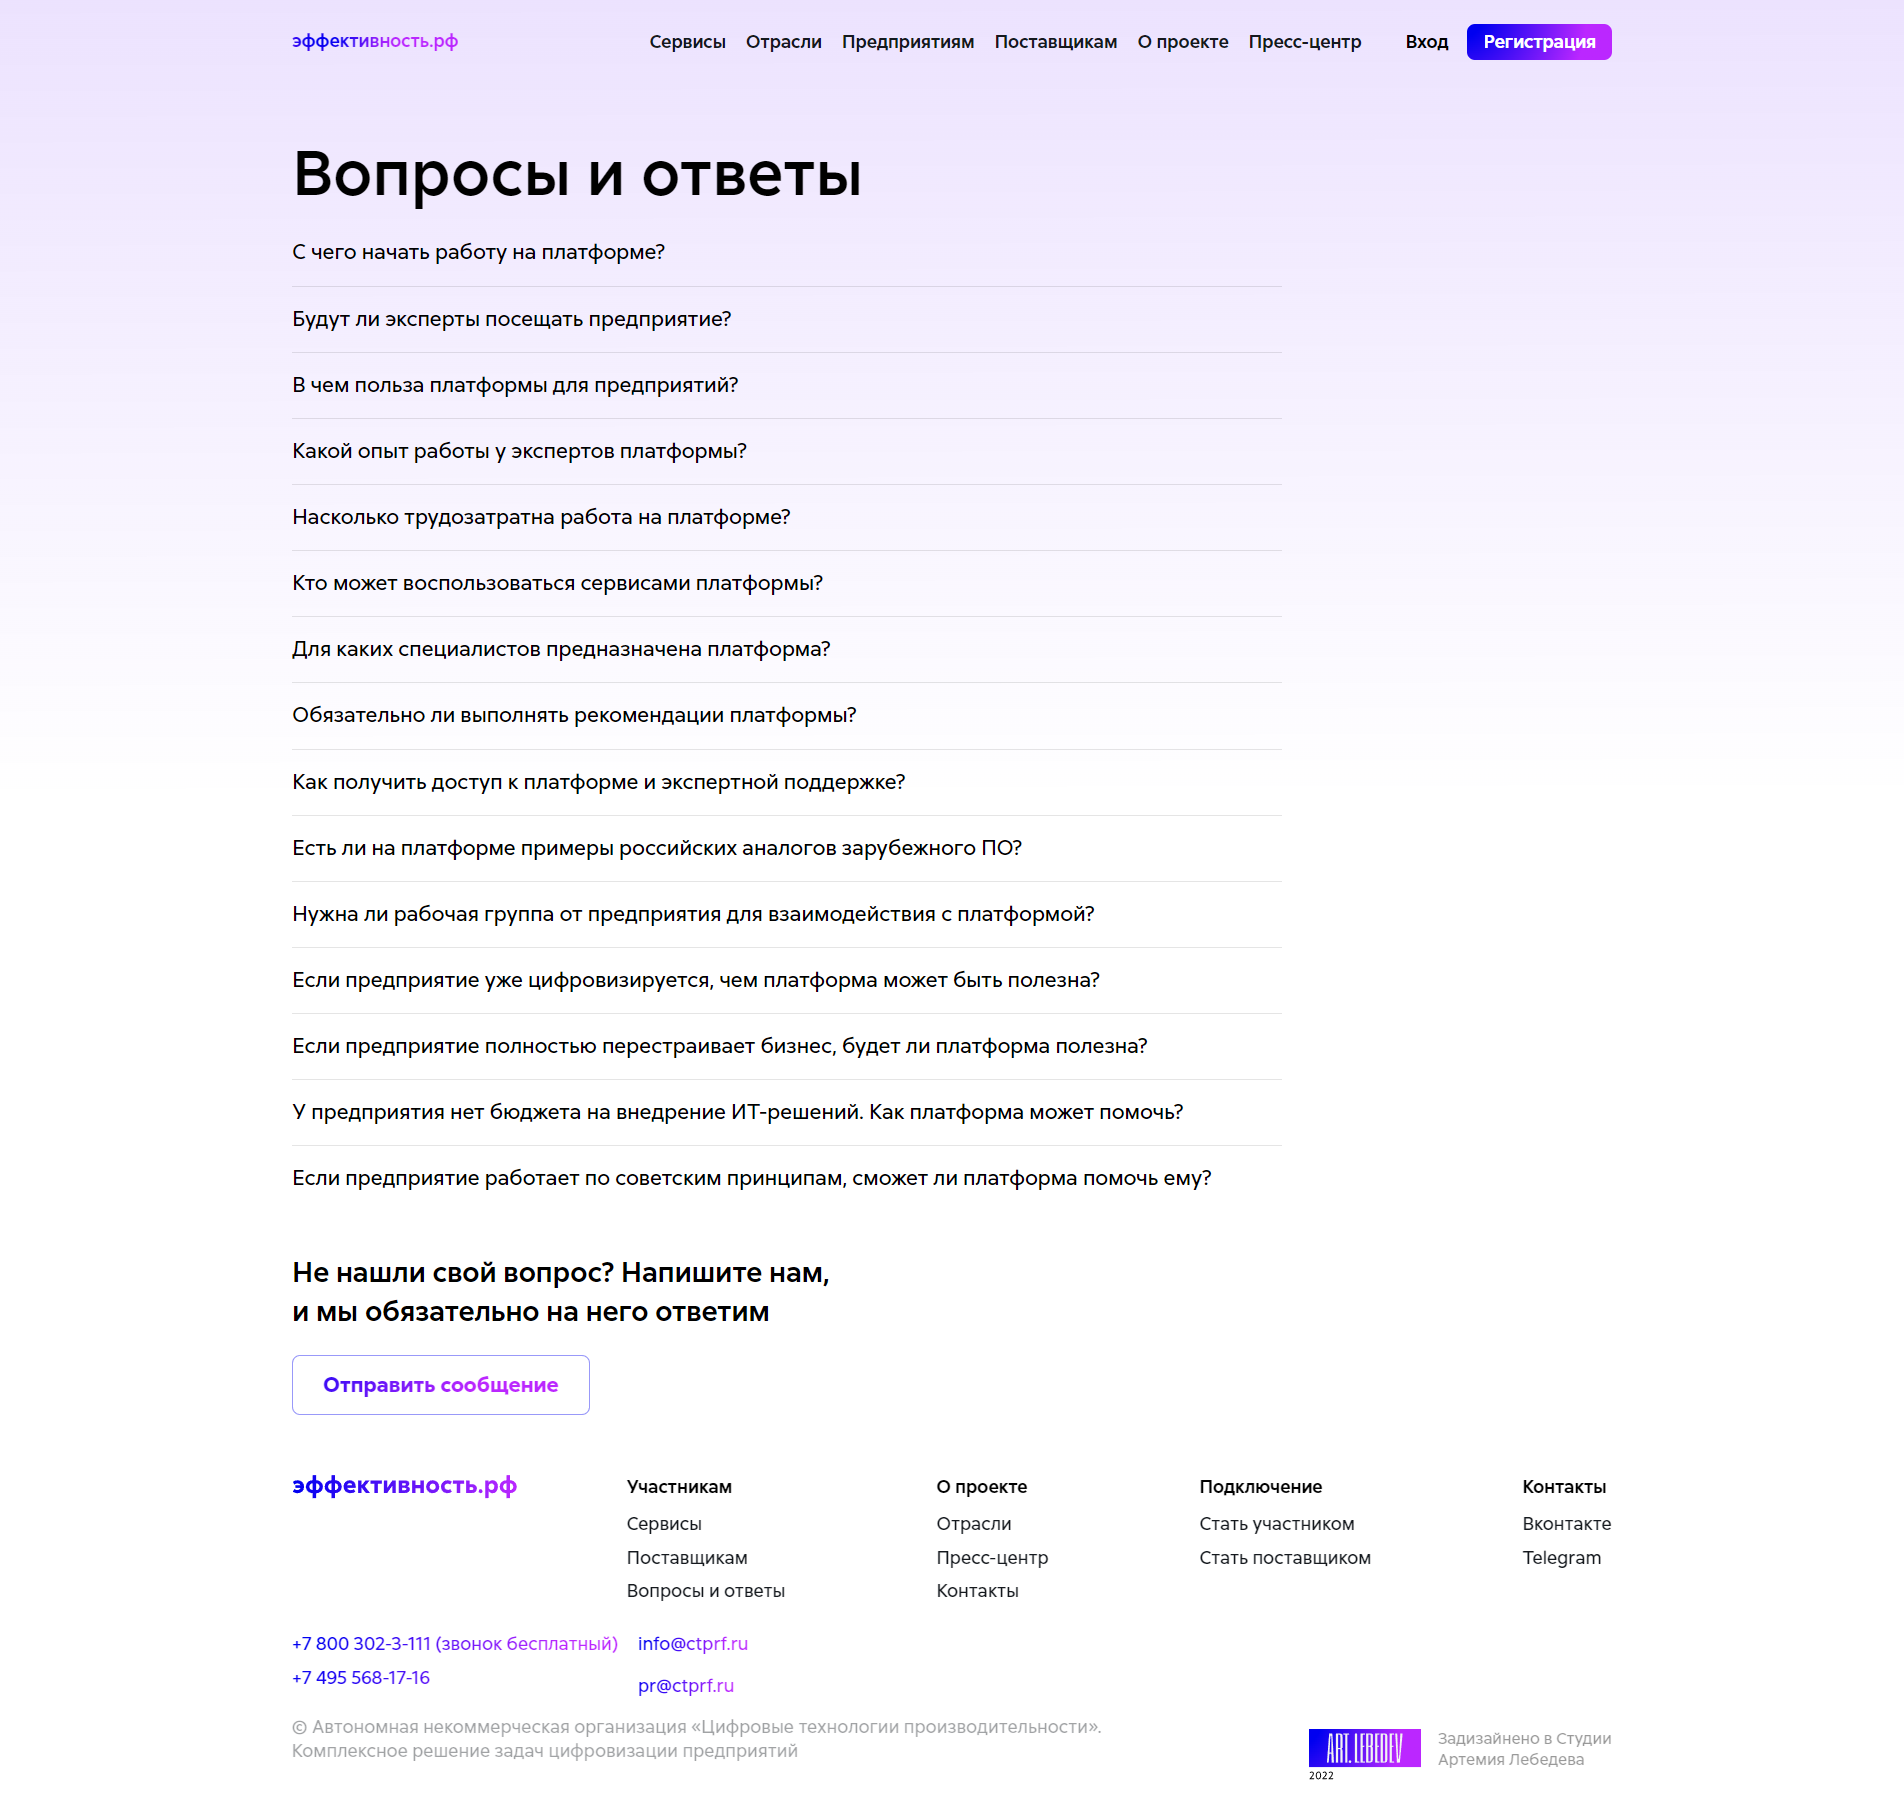 эффективность.рф
Сервисы Отрасли Предприятиям Поставщикам О проекте Пресс-центр Вход Регистрация
Вопросы и ответы
С чего начать работу на платформе?
Будут ли эксперты посещать предприятие?
В чем польза платформы для предприятий?
Какой опыт работы у экспертов платформы?
Насколько трудозатратна работа на платформе?
Кто может воспользоваться сервисами платформы?
Для каких специалистов предназначена платформа?
Обязательно ли выполнять рекомендации платформы?
Как получить доступ к платформе и экспертной поддержке?
Есть ли на платформе примеры российских аналогов зарубежного ПО?
Нужна ли рабочая группа от предприятия для взаимодействия с платформой?
Если предприятие уже цифровизируется, чем платформа может быть полезна?
Если предприятие полностью перестраивает бизнес, будет ли платформа полезна?
У предприятия нет бюджета на внедрение ИТ-решений. Как платформа может помочь?
Если предприятие работает по советским принципам, сможет ли платформа помочь ему?
Не нашли свой вопрос? Напишите нам,
и мы обязательно на него ответим
Отправить сообщение
эффективность.рф
Участникам
Сервисы
Поставщикам
Вопросы и ответы
О проекте
Отрасли
Пресс-центр
Контакты
Подключение
Стать участником
Стать поставщиком
Контакты
Вконтакте
Telegram
+7 800 302-3-111 (звонок бесплатный)
+7 495 568-17-16
info@ctprf.ru
pr@ctprf.ru
© Автономная некоммерческая организация «Цифровые технологии производительности».
Комплексное решение задач цифровизации предприятий
ART. LEBEDEV
2022
Задизайнено в Студии
Артемия Лебедева